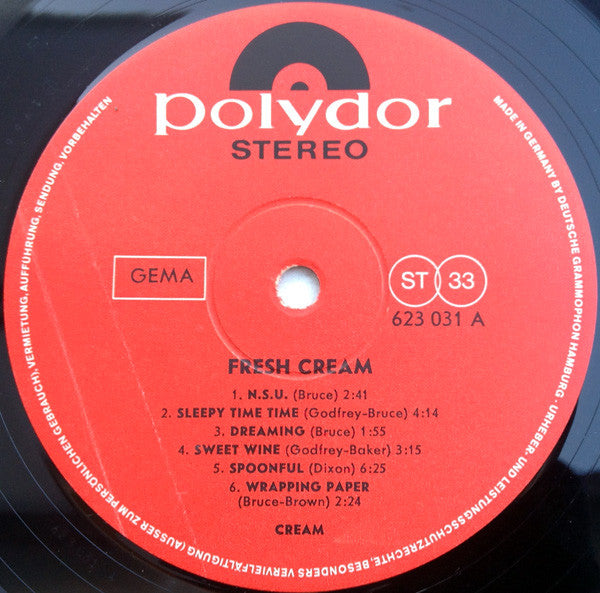 polydor
STEREO
GEMA
ST 33
623 031 A
FRESH CREAM
1. N.S.U. (Bruce) 2:41
2. SLEEPY TIME TIME (Godfrey-Bruce) 4:14
3. DREAMING (Bruce) 1:55
4. SWEET WINE (Godfrey-Baker) 3:15
5. SPOONFUL (Dixon) 6:25
6. WRAPPING PAPER
(Bruce-Brown) 2:24
CREAM
MADE IN GERMANY BY DEUTSCHE GRAMMOPHON HAMBURG · URHEBER- UND LEISTUNGSSCHUTZRECHTE, BESONDERS VERVIELFÄLTIGUNG (AUSSER ZUM PERSÖNLICHEN GEBRAUCH), VERMIETUNG, AUFFÜHRUNG, SENDUNG, VORBEHALTEN